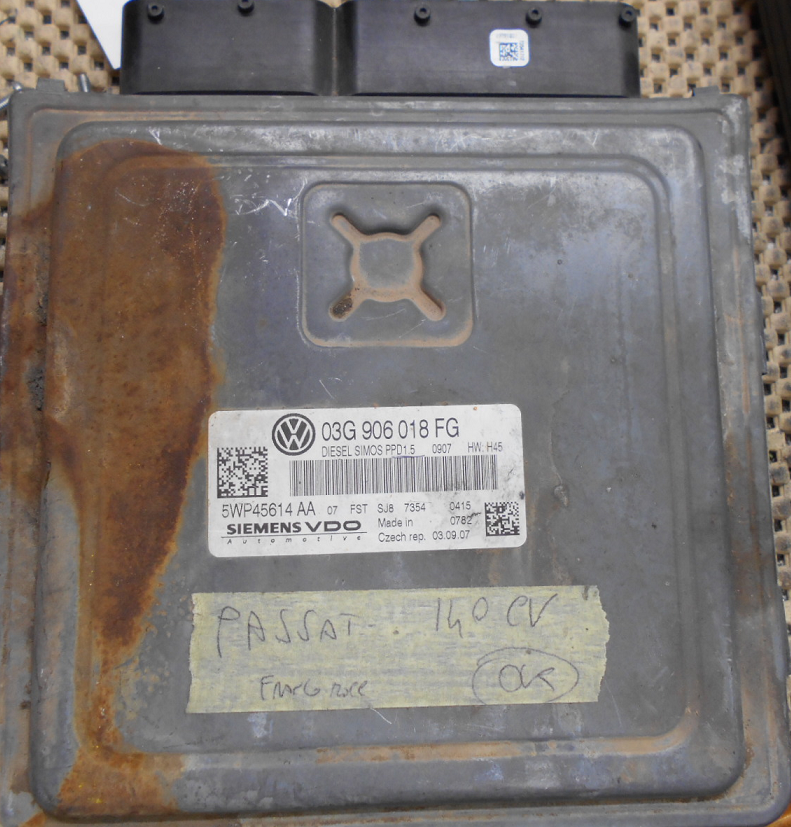 03G 906 018 FG
DIESEL SIMOS PPD1.5 0907 HW: H45
5WP45614 AA 07 FST SJ8 7354 0415
SIEMENS VDO Made in 0782
Automotive Czech rep. 03.09.07
PASSAT- 140 CV
OK